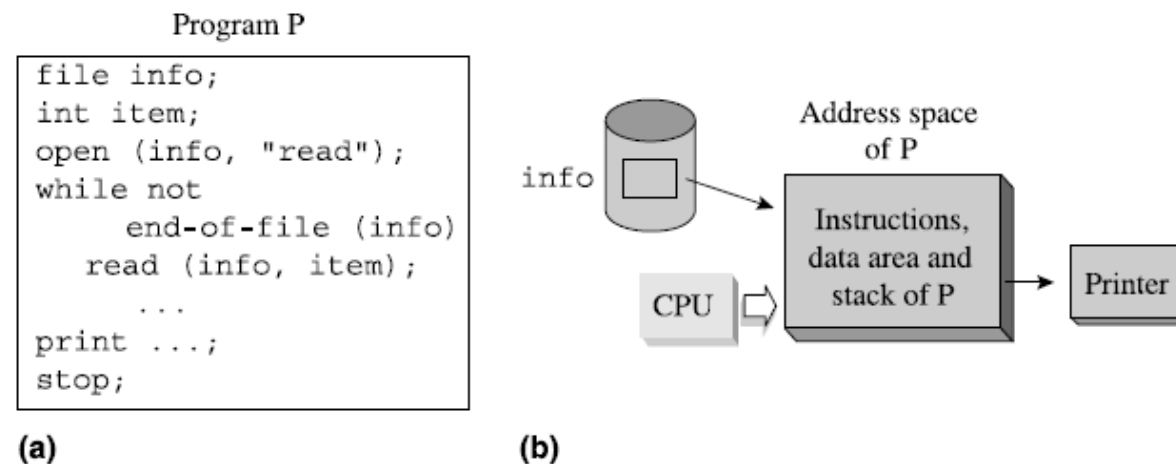 Program P
file info;
int item;
open (info, "read");
while not
end-of-file (info)
read (info, item);
...
print ...;
stop;
(a)
info
Address space
of P
Instructions,
data area and
stack of P
CPU
Printer
(b)